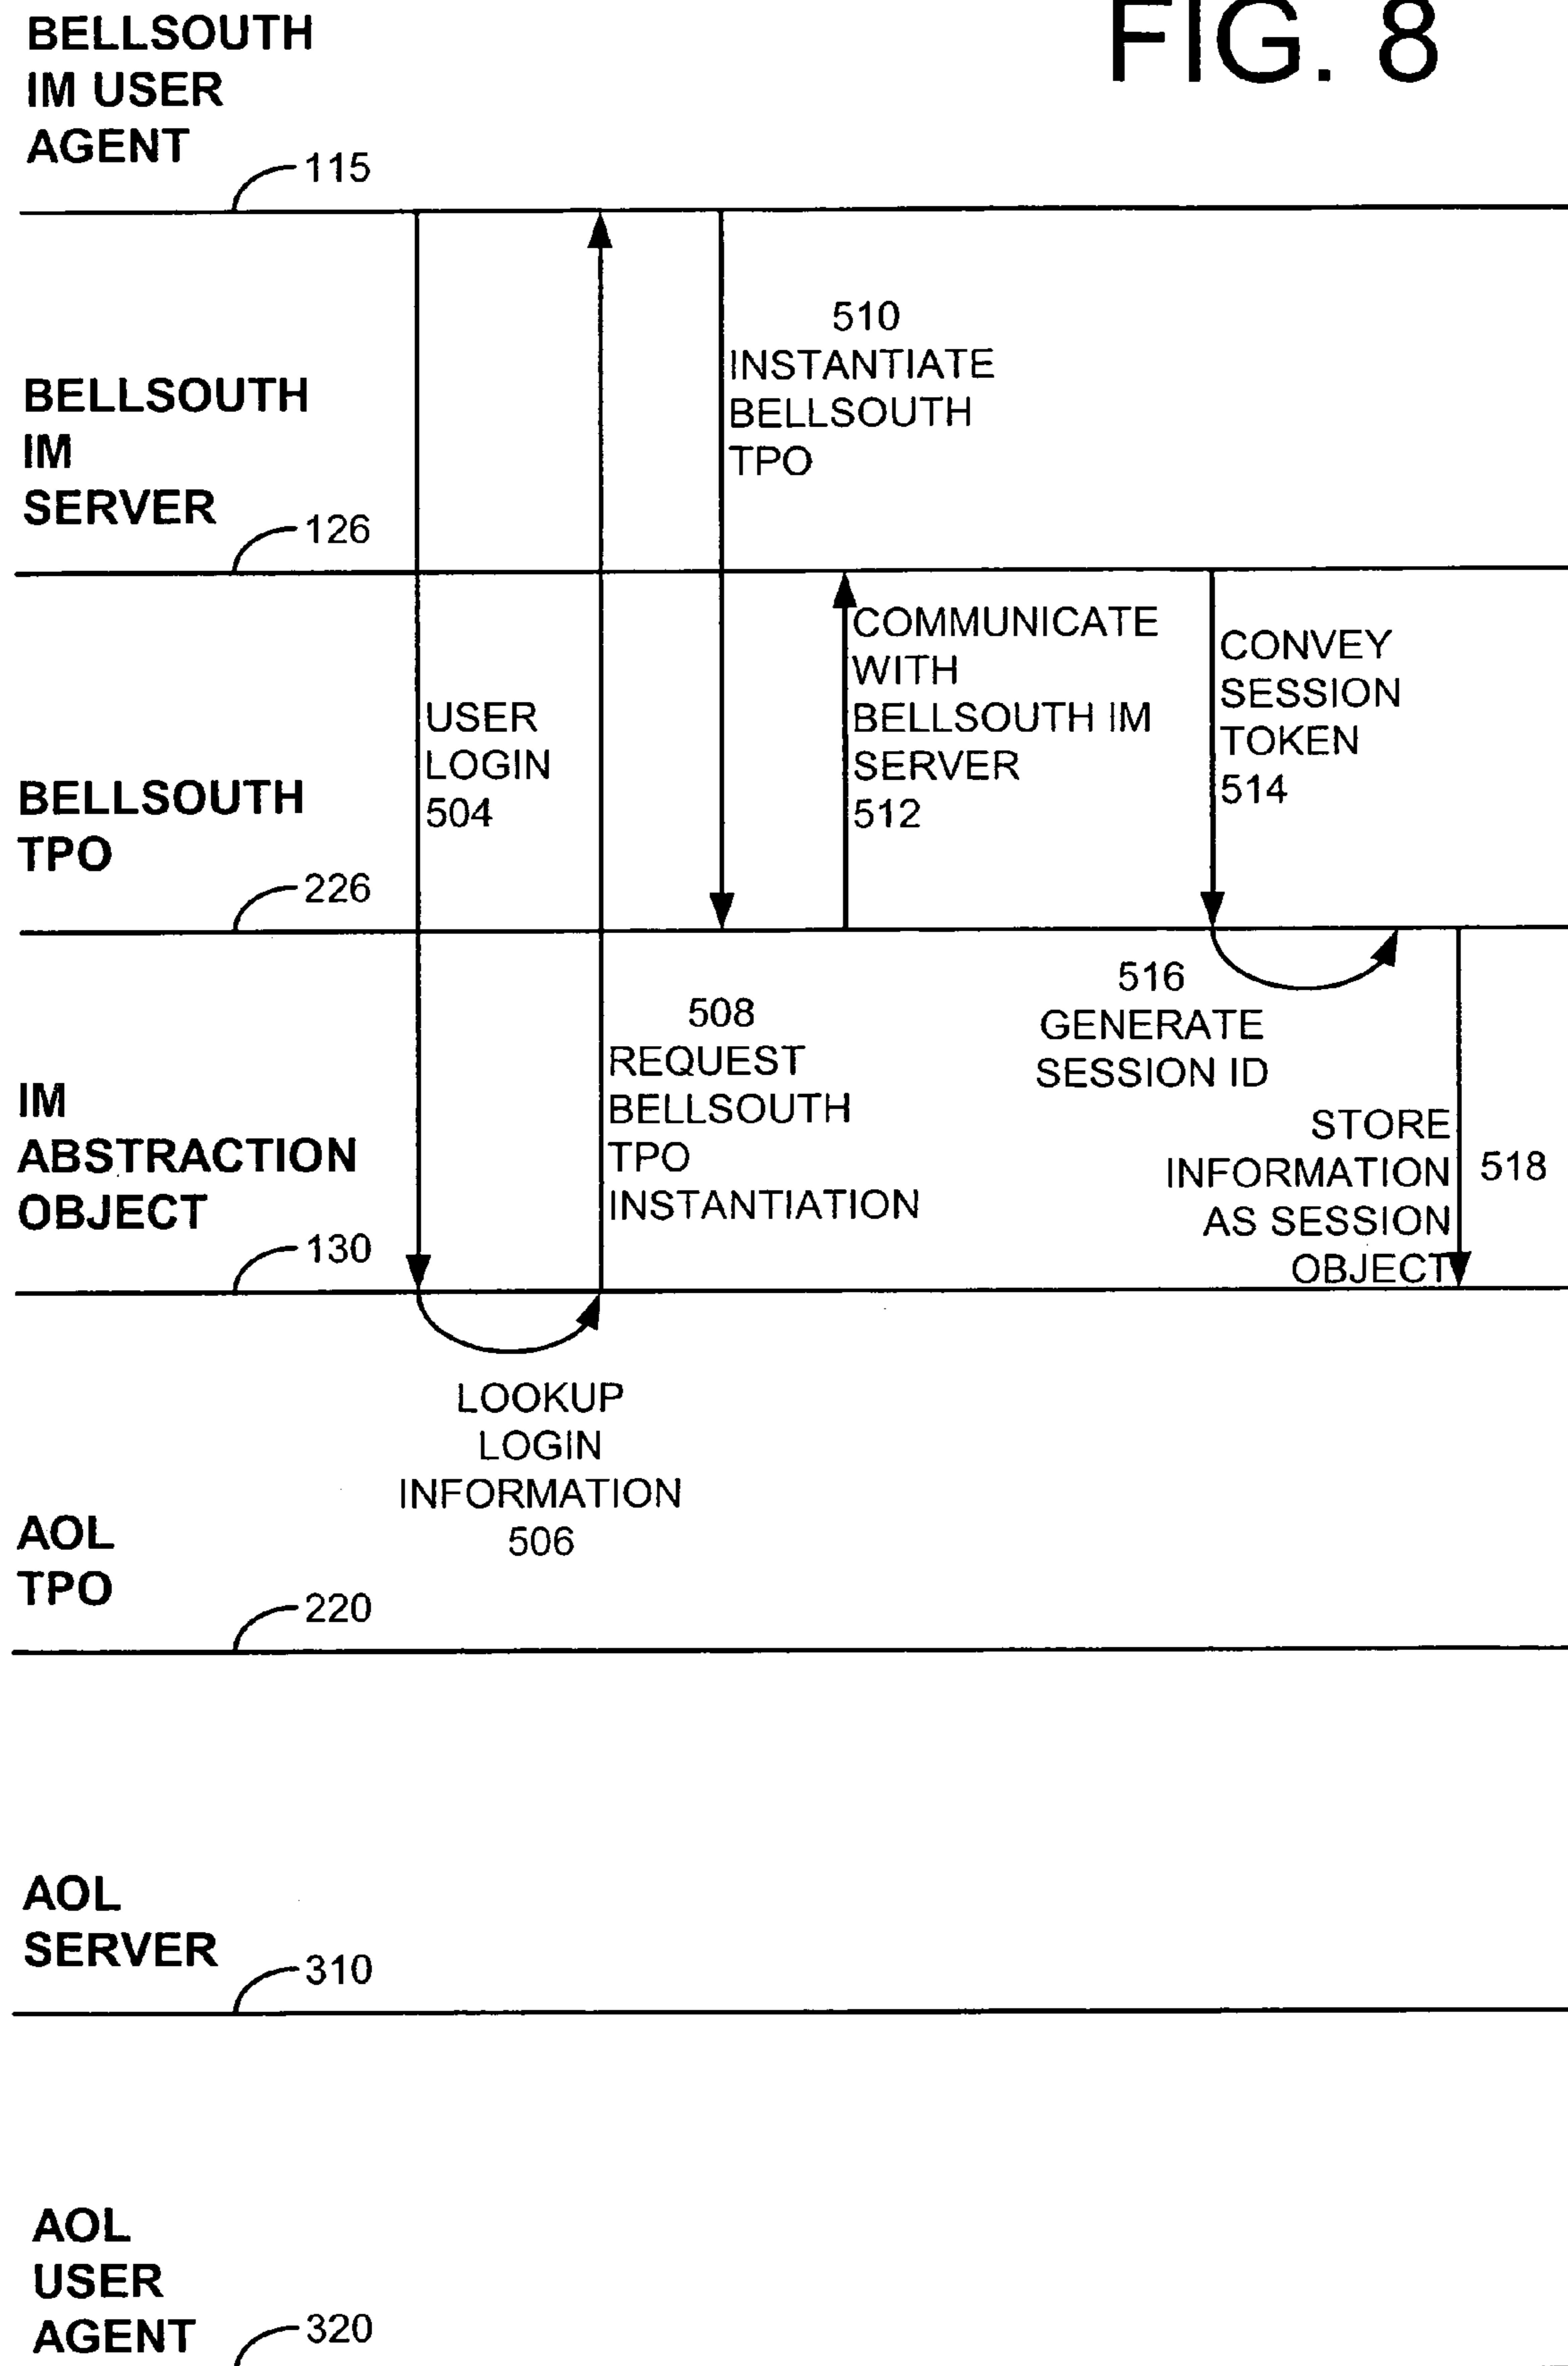 FIG. 8
BELLSOUTH
IM USER
AGENT
115
510
INSTANTIATE
BELLSOUTH
TPO
BELLSOUTH
IM
SERVER
126
COMMUNICATE
WITH
BELLSOUTH IM
SERVER
512
CONVEY
SESSION
TOKEN
514
USER
LOGIN
504
BELLSOUTH
TPO
226
516
GENERATE
SESSION ID
508
REQUEST
BELLSOUTH
TPO
INSTANTIATION
STORE
INFORMATION
AS SESSION
OBJECT
518
IM
ABSTRACTION
OBJECT
130
LOOKUP
LOGIN
INFORMATION
506
AOL
TPO
220
AOL
SERVER
310
AOL
USER
AGENT
320